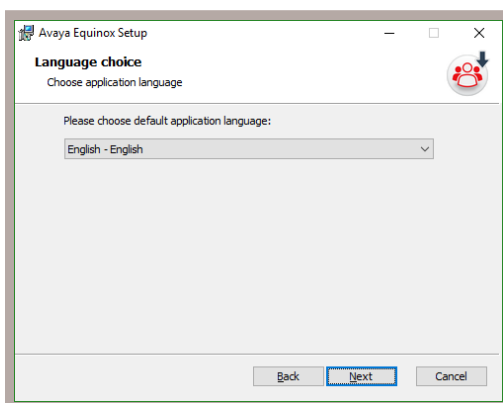 Avaya Equinox Setup
Language choice
Choose application language
Please choose default application language:
English - English
Back
Next
Cancel